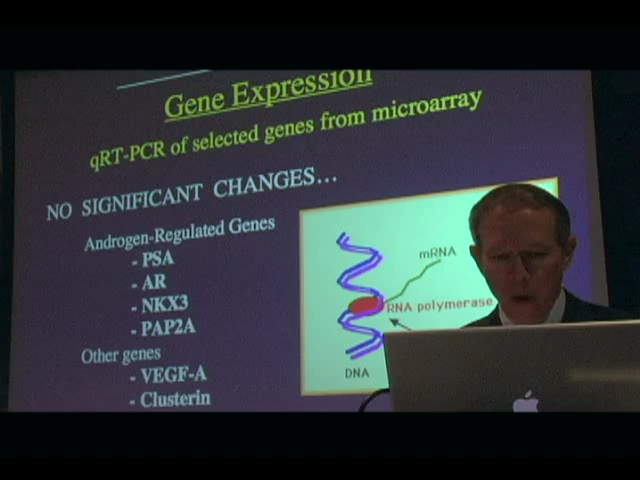 Gene Expression
qRT-PCR of selected genes from microarray
NO SIGNIFICANT CHANGES...
Androgen-Regulated Genes
- PSA
- AR
- NKX3
- PAP2A
Other genes
- VEGF-A
- Clusterin
mRNA
RNA polymerase
DNA